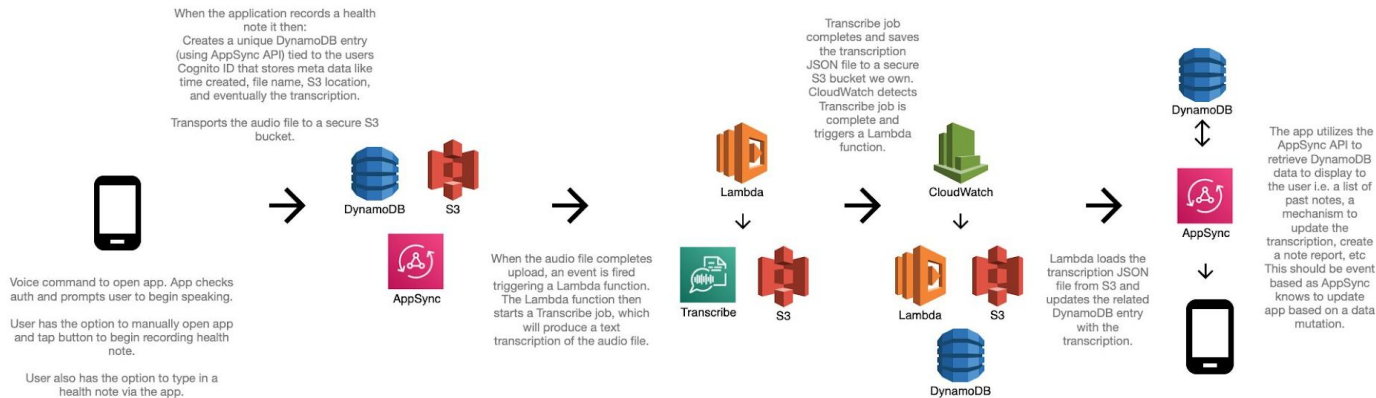 Voice command to open app. App checks
auth and prompts user to begin speaking.
User has the option to manually open app
and tap button to begin recording health
note.
User also has the option to type in a
health note via the app.
When the application records a health
note it then:
Creates a unique DynamoDB entry
(using AppSync API) tied to the users
Cognito ID that stores meta data like
time created, file name, S3 location,
and eventually the transcription.
Transports the audio file to a secure S3
bucket.
DynamoDB
S3
AppSync
When the audio file completes
upload, an event is fired
triggering a Lambda function.
The Lambda function then
starts a Transcribe job, which
will produce a text
transcription of the audio file.
Lambda
Transcribe
S3
Transcribe job
completes and saves
the transcription
JSON file to a secure
S3 bucket we own.
CloudWatch detects
Transcribe job is
complete and
triggers a Lambda
function.
CloudWatch
Lambda
S3
DynamoDB
Lambda loads the
transcription JSON
file from S3 and
updates the related
DynamoDB entry
with the
transcription.
DynamoDB
AppSync
The app utilizes the
AppSync API to
retrieve DynamoDB
data to display to
the user i.e. a list of
past notes, a
mechanism to
update the
transcription, create
a note report, etc
This should be event
based as AppSync
knows to update
app based on a data
mutation.